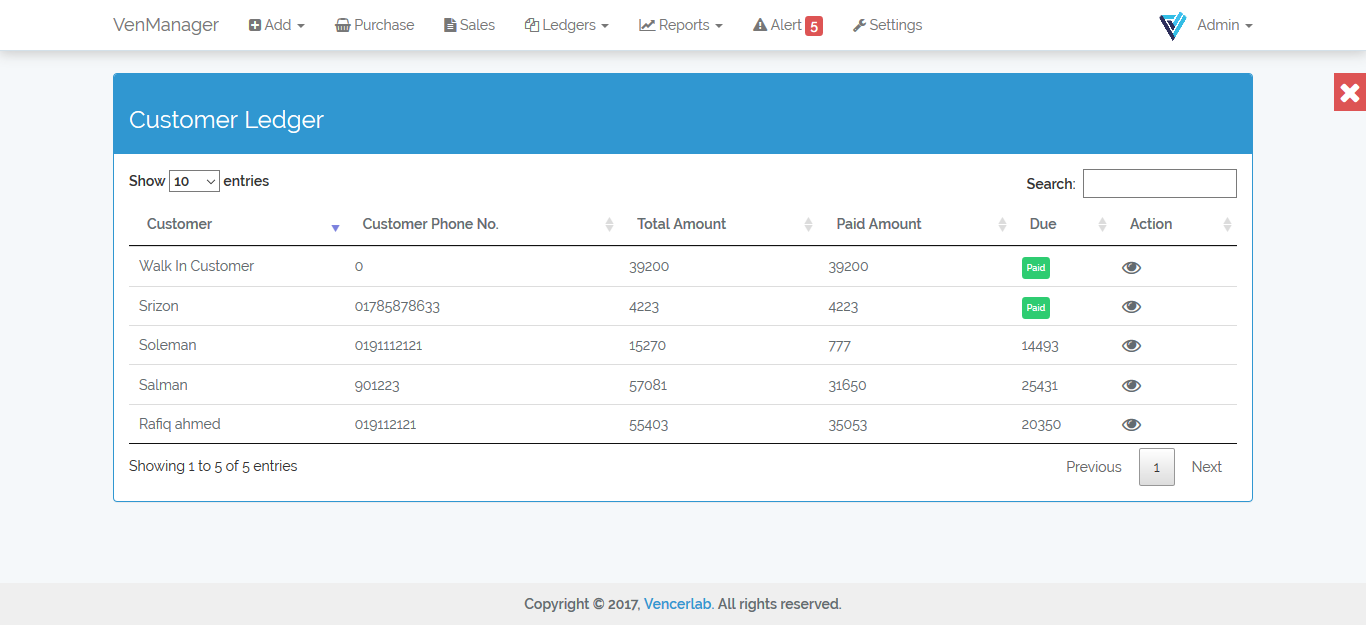 VenManager Add Purchase Sales Ledgers Reports Alert 5 Settings Admin
Customer Ledger
Show 10 entries Search:
Customer Customer Phone No. Total Amount Paid Amount Due Action
Walk In Customer 0 39200 39200 Paid
Srizon 01785878633 4223 4223 Paid
Soleman 0191112121 15270 777 14493
Salman 901223 57081 31650 25431
Rafiq ahmed 019112121 55403 35053 20350
Showing 1 to 5 of 5 entries Previous 1 Next
Copyright © 2017, Vencerlab. All rights reserved.